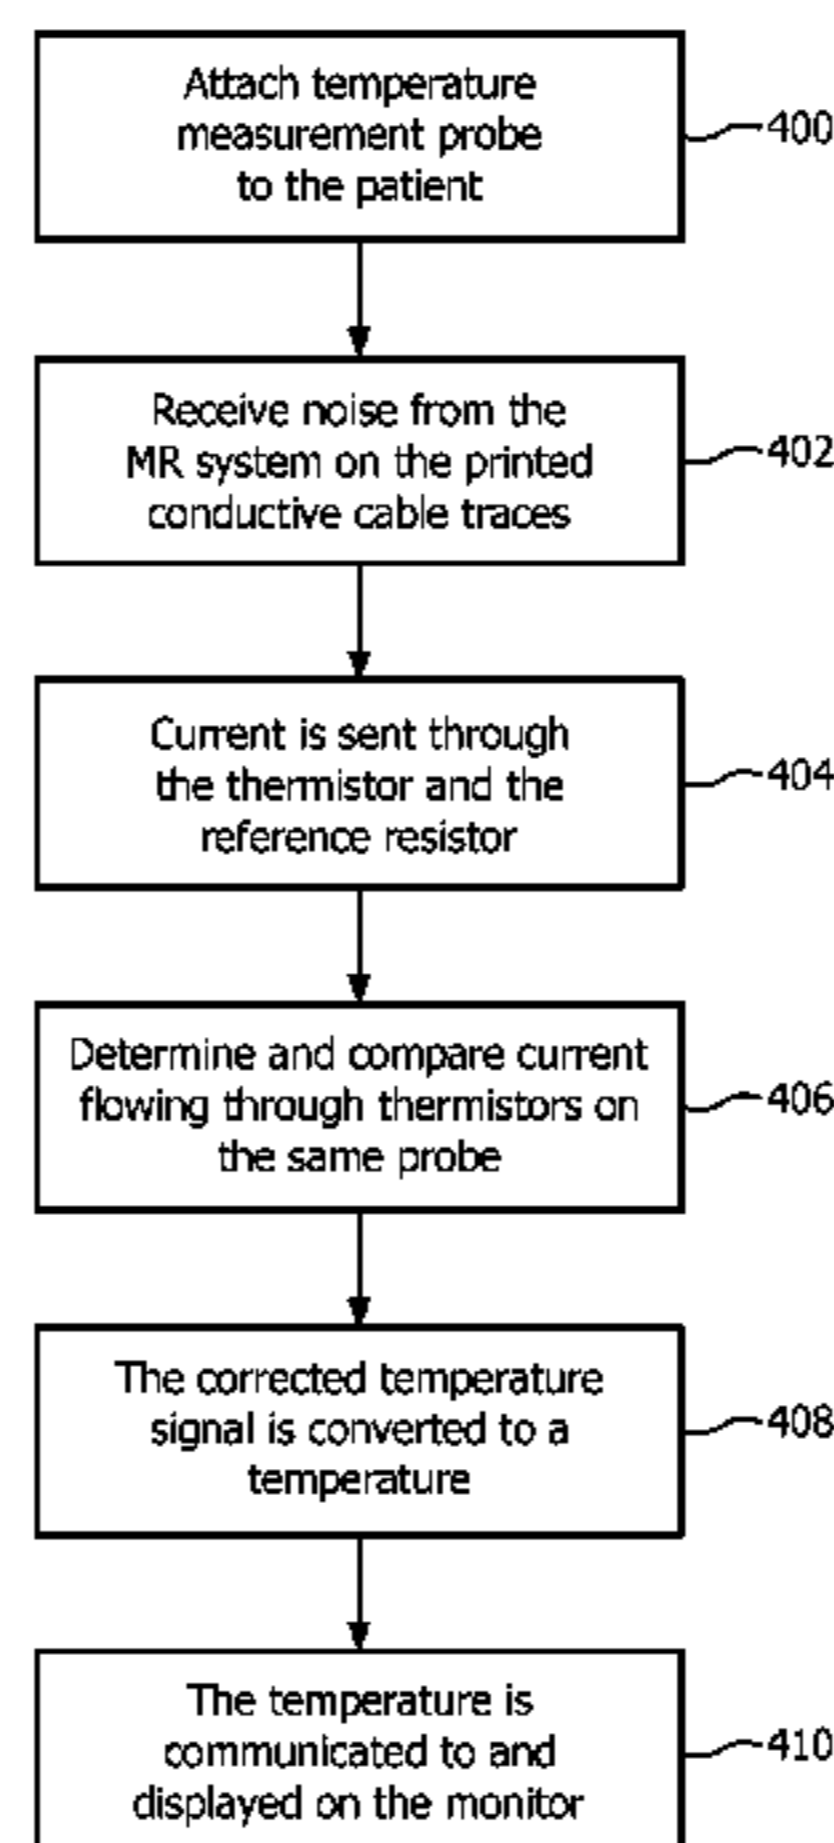 Attach temperature
measurement probe
to the patient
400
Receive noise from the
MR system on the printed
conductive cable traces
402
Current is sent through
the thermistor and the
reference resistor
404
Determine and compare current
flowing through thermistors on
the same probe
406
The corrected temperature
signal is converted to a
temperature
408
The temperature is
communicated to and
displayed on the monitor
410